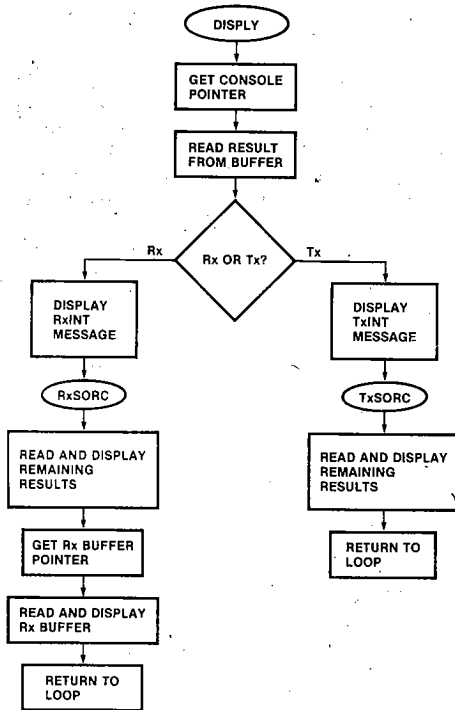 DISPLY
GET CONSOLE
POINTER
READ RESULT
FROM BUFFER
Rx OR Tx?
Rx
Tx
DISPLAY
RxINT
MESSAGE
RxSORC
READ AND DISPLAY
REMAINING
RESULTS
GET Rx BUFFER
POINTER
READ AND DISPLAY
Rx BUFFER
RETURN TO
LOOP
DISPLAY
TxINT
MESSAGE
TxSORC
READ AND DISPLAY
REMAINING
RESULTS
RETURN TO
LOOP